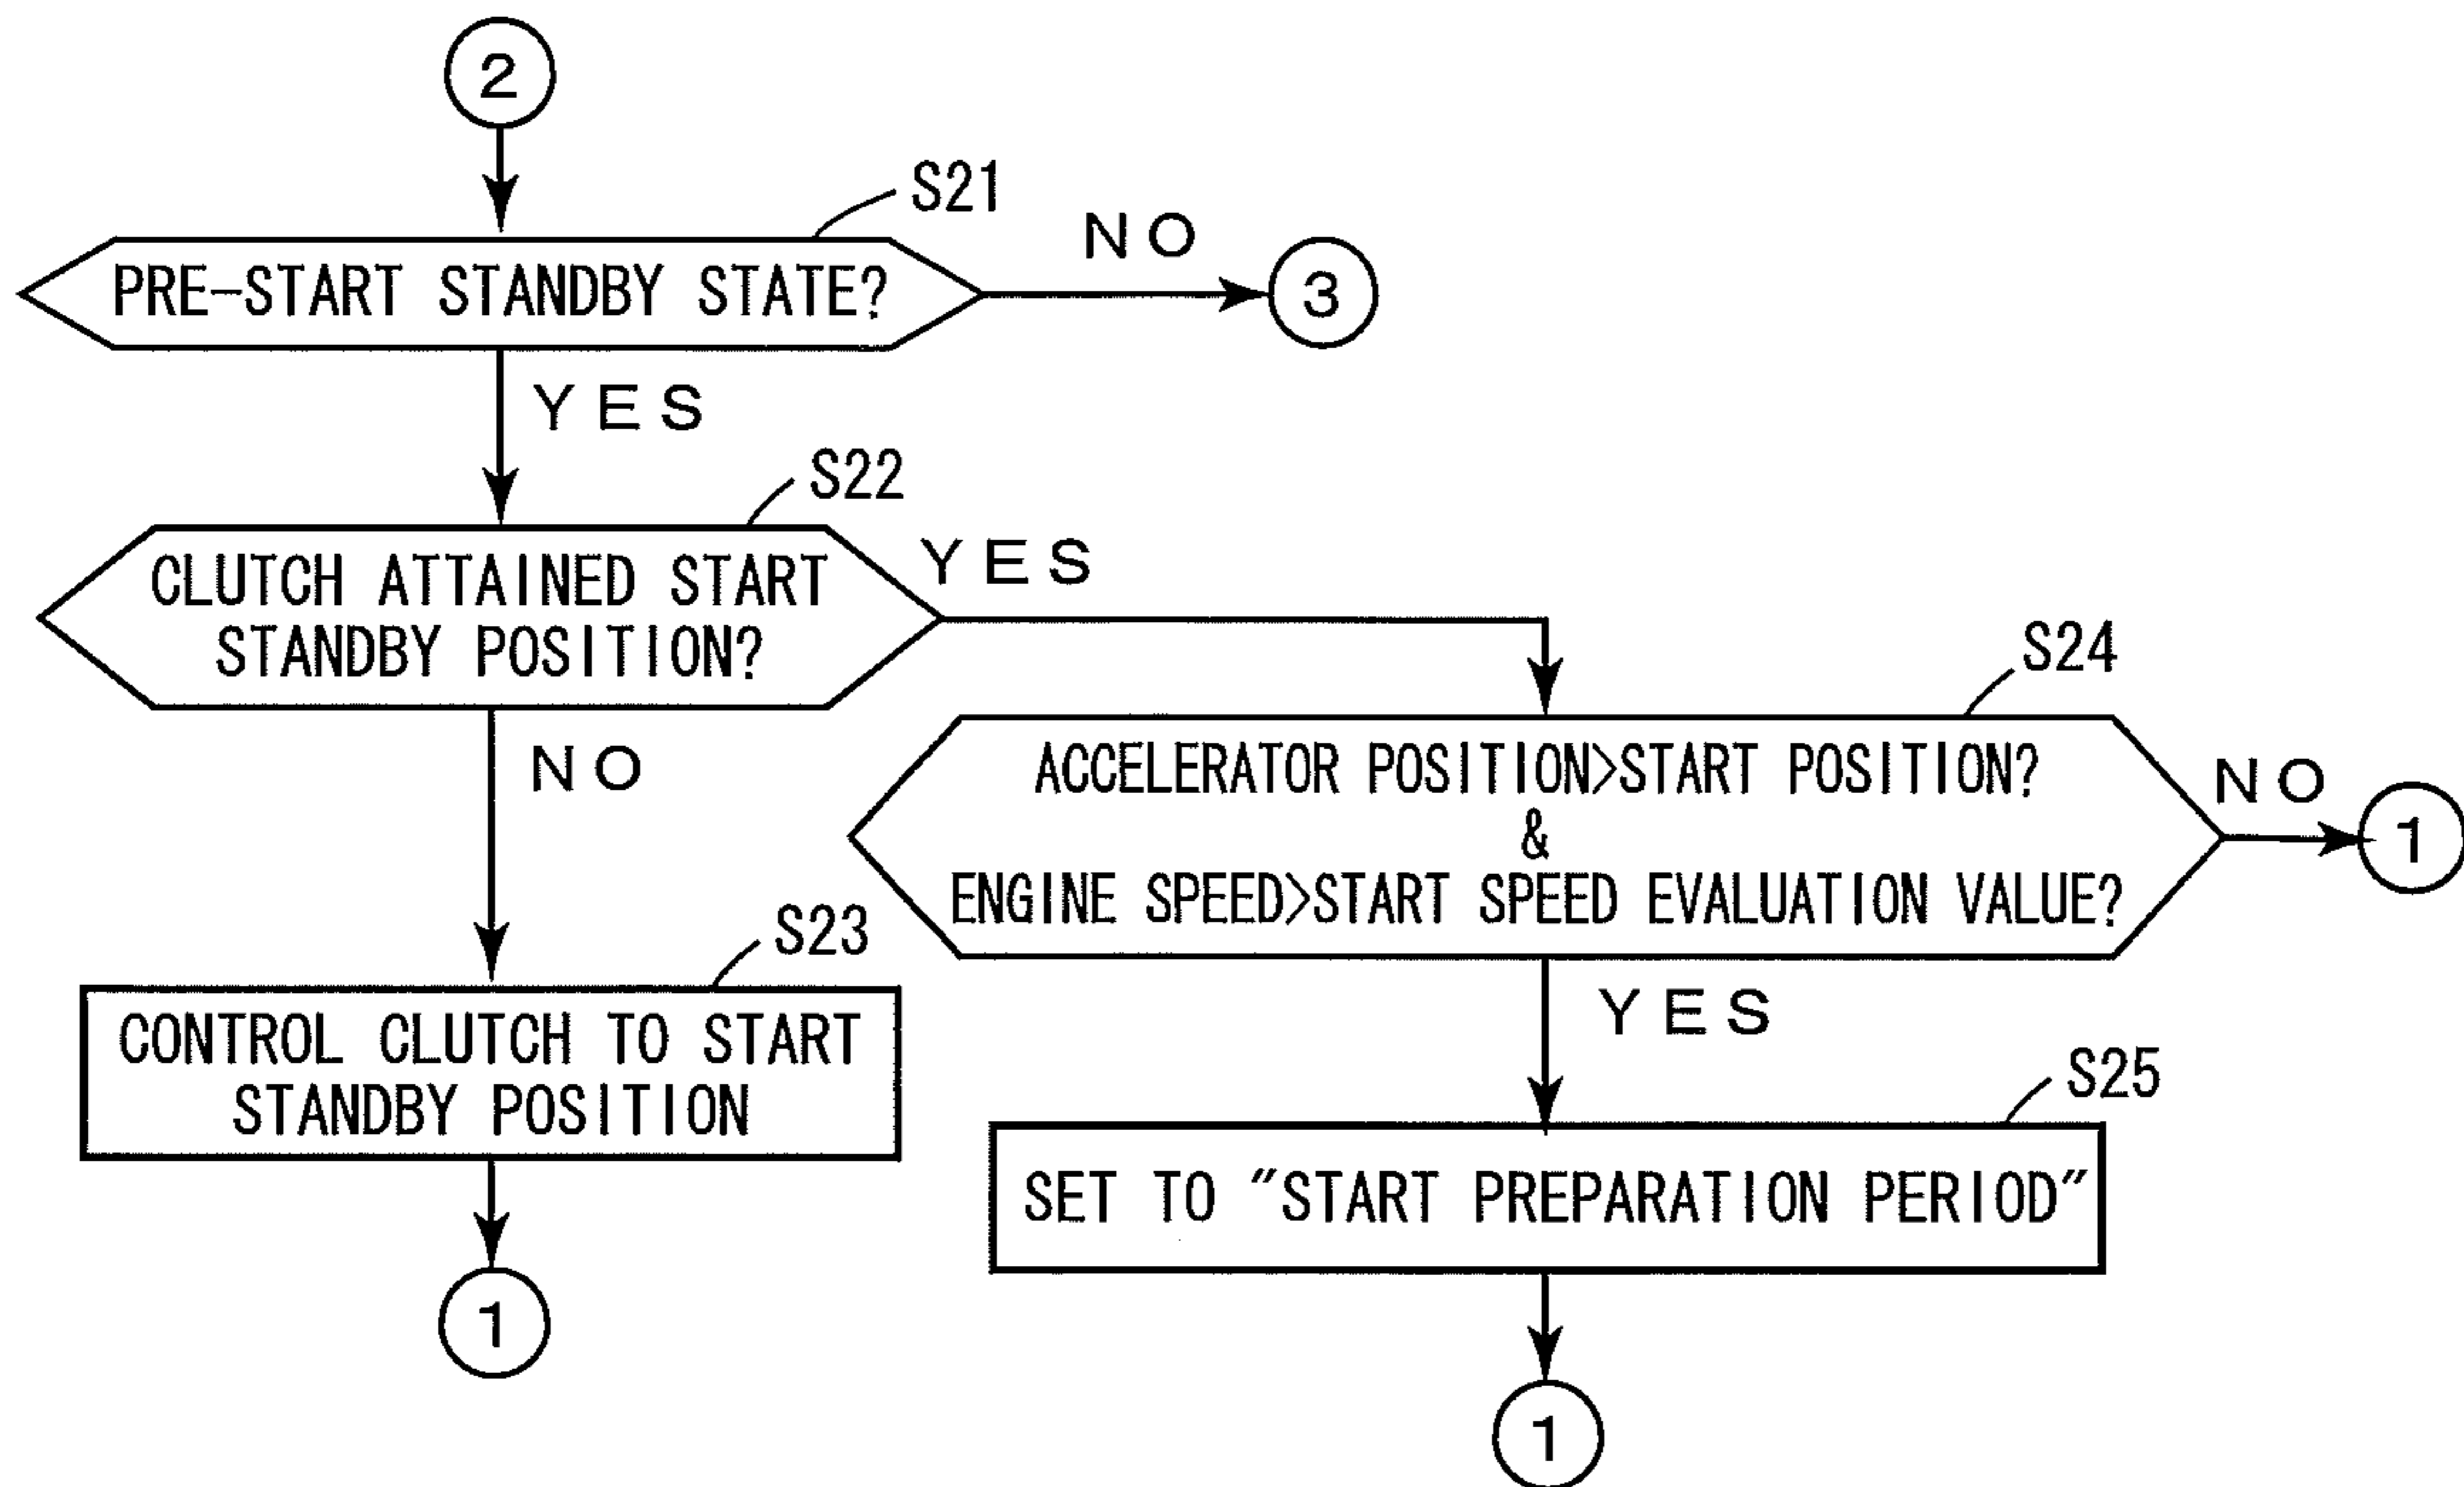 2
S21
PRE-START STANDBY STATE?
NO
3
YES
S22
CLUTCH ATTAINED START
STANDBY POSITION?
YES
NO
S23
CONTROL CLUTCH TO START
STANDBY POSITION
1
S24
ACCELERATOR POSITION>START POSITION?
&
ENGINE SPEED>START SPEED EVALUATION VALUE?
NO
1
YES
S25
SET TO "START PREPARATION PERIOD"
1